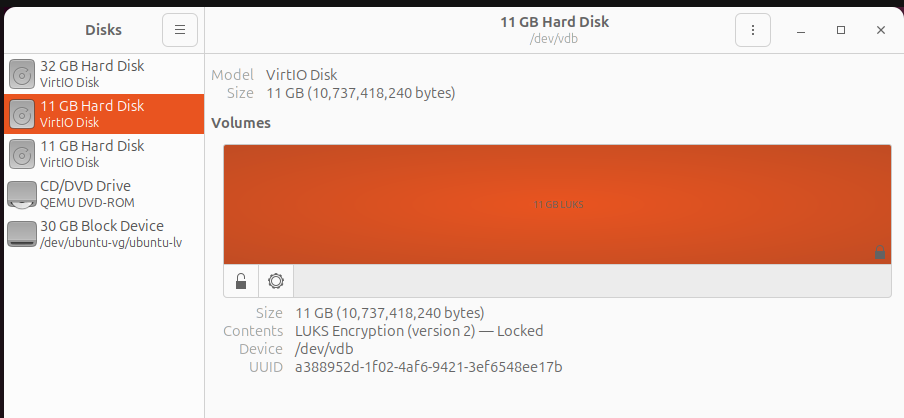 Disks
11 GB Hard Disk
/dev/vdb
32 GB Hard Disk
VirtIO Disk
11 GB Hard Disk
VirtIO Disk
11 GB Hard Disk
VirtIO Disk
CD/DVD Drive
QEMU DVD-ROM
30 GB Block Device
/dev/ubuntu-vg/ubuntu-lv
Model VirtIO Disk
Size 11 GB (10,737,418,240 bytes)
Volumes
11 GB LUKS
Size 11 GB (10,737,418,240 bytes)
Contents LUKS Encryption (version 2) — Locked
Device /dev/vdb
UUID a388952d-1f02-4af6-9421-3ef6548ee17b